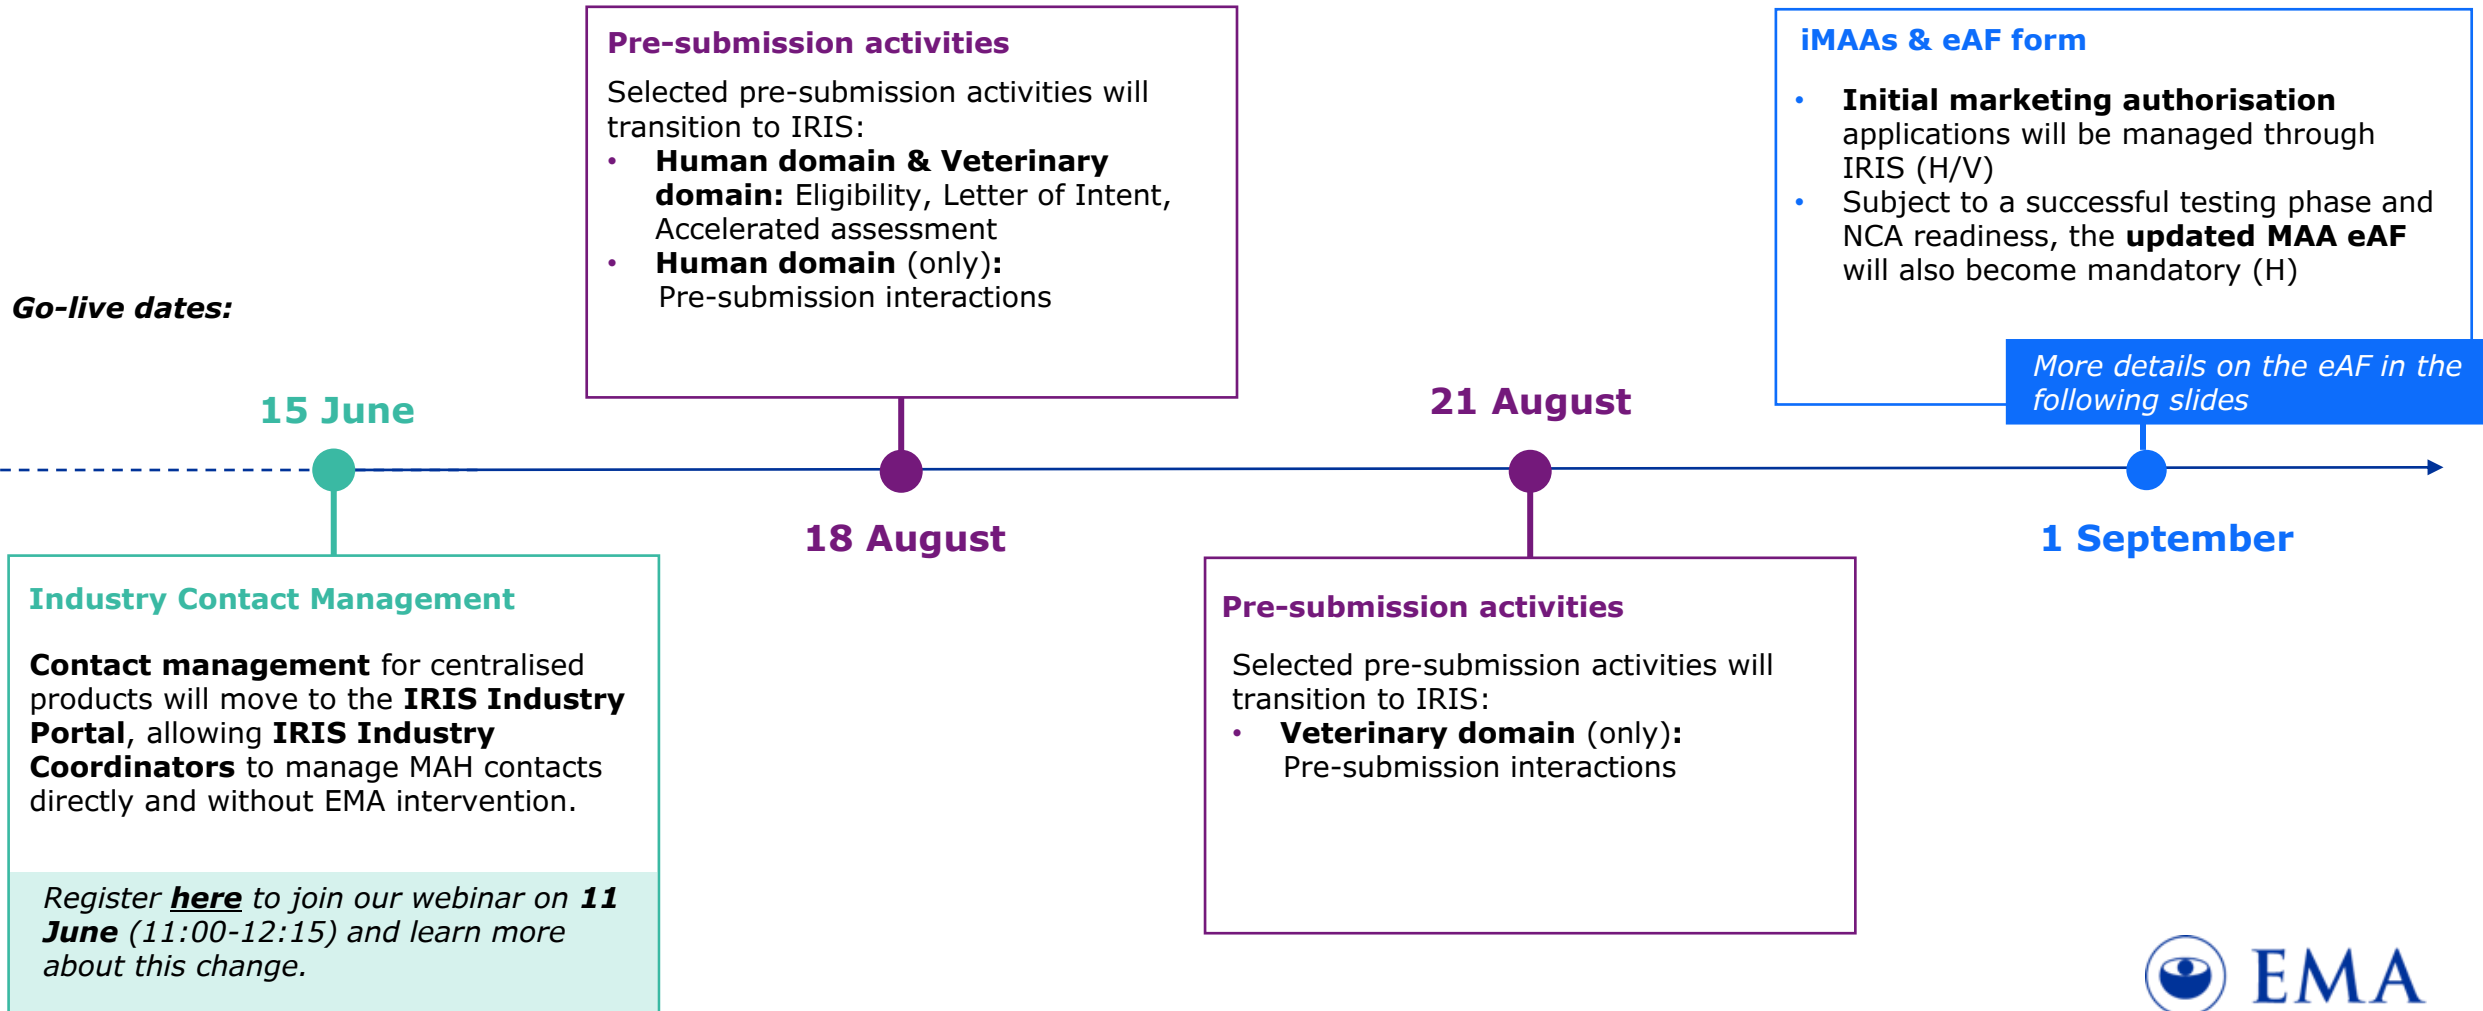 Go-live dates:
15 June
Industry Contact Management
Contact management for centralised
products will move to the IRIS Industry
Portal, allowing IRIS Industry
Coordinators to manage MAH contacts
directly and without EMA intervention.
Register here to join our webinar on 11
June (11:00-12:15) and learn more
about this change.
Pre-submission activities
Selected pre-submission activities will
transition to IRIS:
• Human domain & Veterinary
domain: Eligibility, Letter of Intent,
Accelerated assessment
• Human domain (only):
Pre-submission interactions
18 August
21 August
Pre-submission activities
Selected pre-submission activities will
transition to IRIS:
• Veterinary domain (only):
Pre-submission interactions
iMAAs & eAF form
• Initial marketing authorisation
applications will be managed through
IRIS (H/V)
• Subject to a successful testing phase and
NCA readiness, the updated MAA eAF
will also become mandatory (H)
More details on the eAF in the
following slides
1 September
EMA